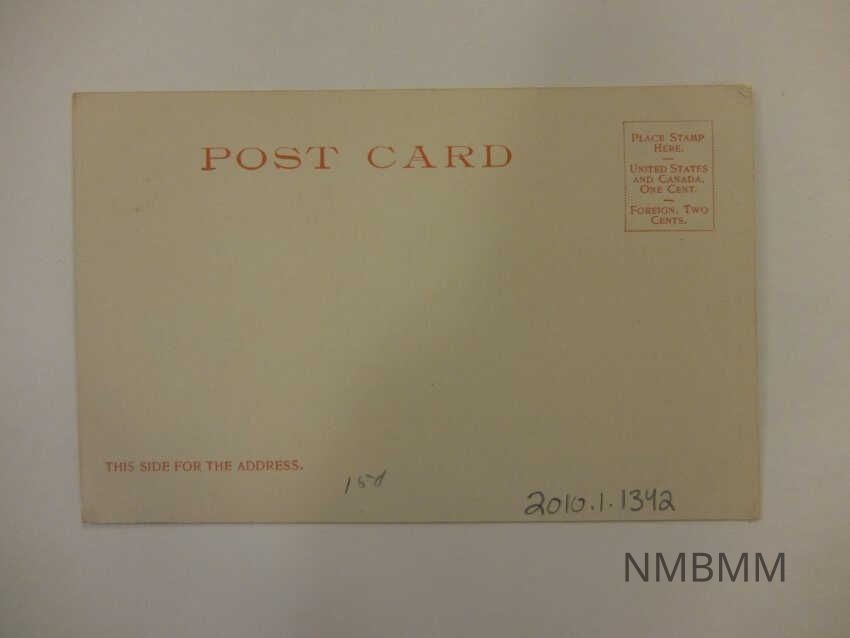 POST CARD
PLACE STAMP
HERE.
UNITED STATES
AND CANADA,
ONE CENT.
FOREIGN, TWO
CENTS.
THIS SIDE FOR THE ADDRESS.
2010.1.1342
NMBMM